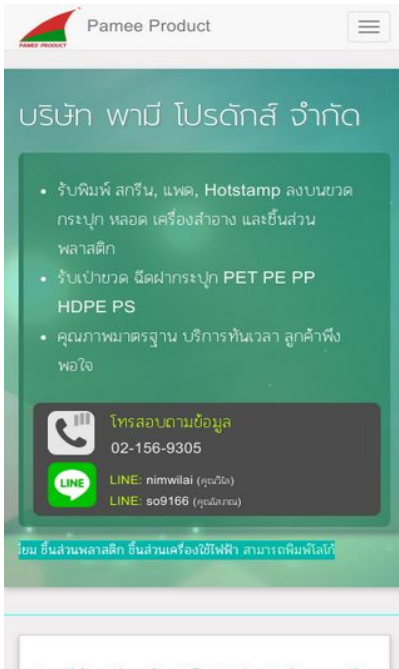 PAMEE PRODUCT
Pamee Product
บริษัท พามี โปรดักส์ จำกัด
รับพิมพ์ สกรีน, แพด, Hotstamp ลงบนขวด
กระปุก หลอด เครื่องสำอาง และชิ้นส่วน
พลาสติก
รับเป่าขวด ฉีดฝากระปุก PET PE PP
HDPE PS
คุณภาพมาตรฐาน บริการทันเวลา ลูกค้าพึง
พอใจ
โทรสอบถามข้อมูล
02-156-9305
LINE
LINE: nimwilai (คุณวิไล)
LINE: so9166 (คุณโสภณ)
ชิ้นส่วนพลาสติก ชิ้นส่วนเครื่องใช้ไฟฟ้า สามารถพิมพ์โลโก้